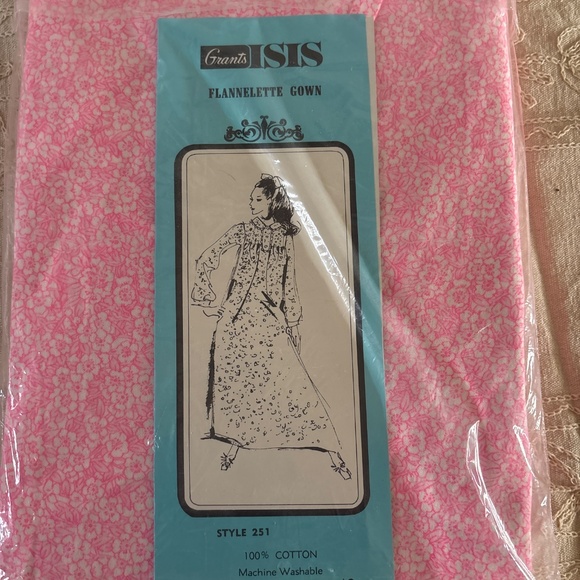 Grants ISIS
FLANNELETTE GOWN
STYLE 251
100% COTTON
Machine Washable